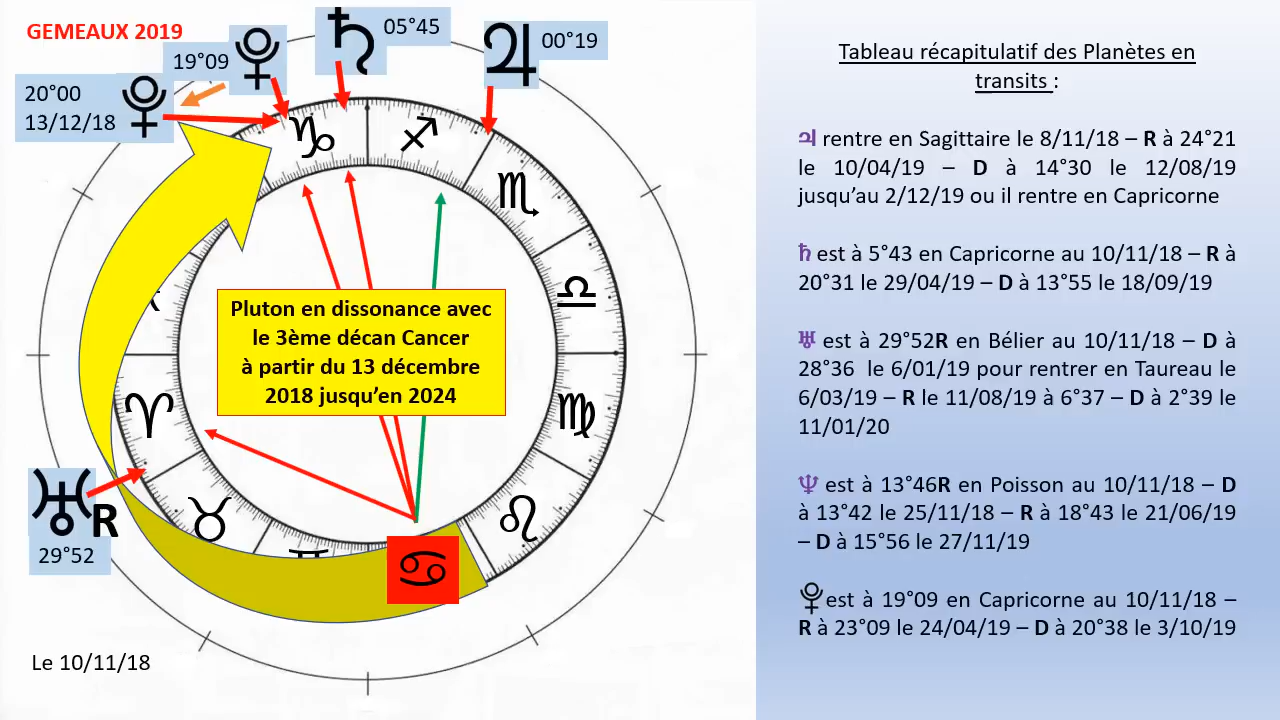 GEMEAUX 2019
19°09
05°45
00°19
20°00
13/12/18
Pluton en dissonance avec
le 3ème décan Cancer
à partir du 13 décembre
2018 jusqu’en 2024
R
29°52
Le 10/11/18
Tableau récapitulatif des Planètes en
transits :
♃ rentre en Sagittaire le 8/11/18 – R à 24°21
le 10/04/19 – D à 14°30 le 12/08/19
jusqu’au 2/12/19 ou il rentre en Capricorne
♄ est à 5°43 en Capricorne au 10/11/18 – R à
20°31 le 29/04/19 – D à 13°55 le 18/09/19
♅ est à 29°52R en Bélier au 10/11/18 – D à
28°36 le 6/01/19 pour rentrer en Taureau le
6/03/19 – R le 11/08/19 à 6°37 – D à 2°39 le
11/01/20
♆ est à 13°46R en Poisson au 10/11/18 – D
à 13°42 le 25/11/18 – R à 18°43 le 21/06/19
– D à 15°56 le 27/11/19
est à 19°09 en Capricorne au 10/11/18 –
R à 23°09 le 24/04/19 – D à 20°38 le 3/10/19